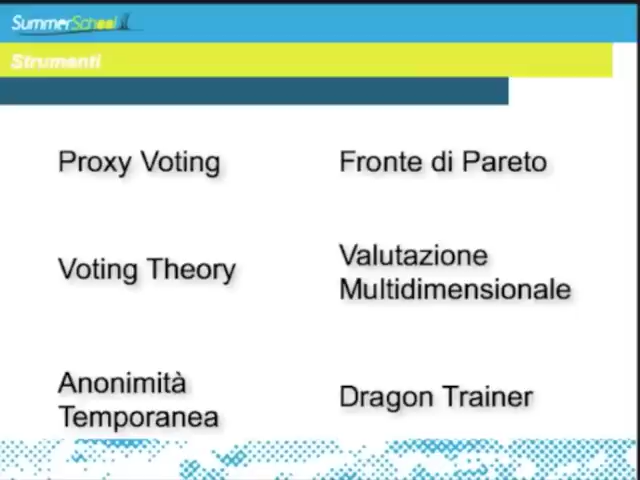 SummerSchool
Strumenti
Proxy Voting
Fronte di Pareto
Voting Theory
Valutazione
Multidimensionale
Anonimità
Temporanea
Dragon Trainer